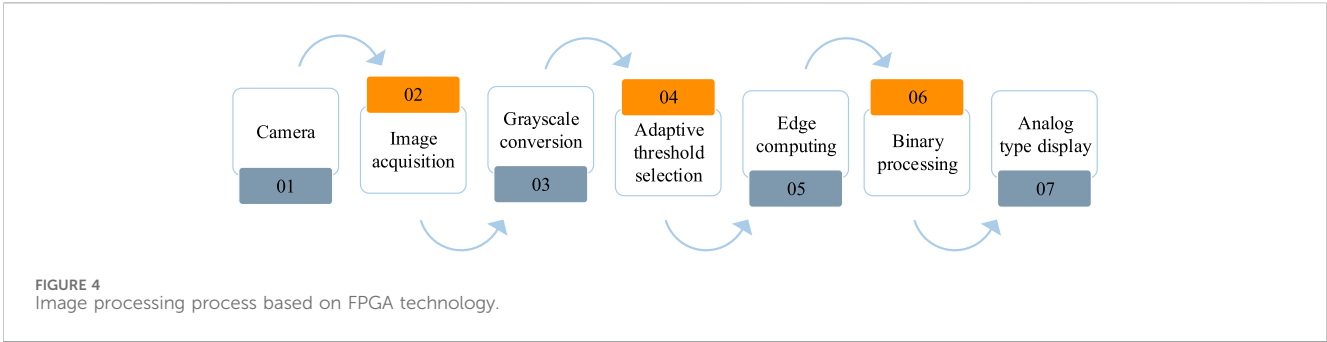 Camera
01
02
Image
acquisition
Grayscale
conversion
03
04
Adaptive
threshold
selection
Edge
computing
05
06
Binary
processing
Analog
type display
07
FIGURE 4
Image processing process based on FPGA technology.